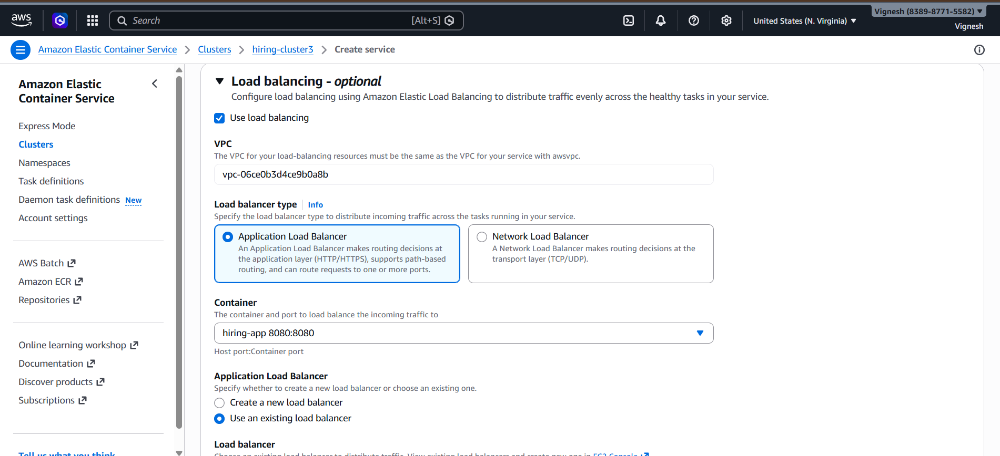 aws
Search
[Alt+S]
United States (N. Virginia)
Vignesh (8389-8771-5582)
Vignesh
Amazon Elastic Container Service
Clusters
hiring-cluster3
Create service
Amazon Elastic
Container Service
Express Mode
Clusters
Namespaces
Task definitions
Daemon task definitions New
Account settings
AWS Batch
Amazon ECR
Repositories
Online learning workshop
Documentation
Discover products
Subscriptions
Tell us what you think
Load balancing - optional
Configure load balancing using Amazon Elastic Load Balancing to distribute traffic evenly across the healthy tasks in your service.
Use load balancing
VPC
The VPC for your load-balancing resources must be the same as the VPC for your service with awsvpc.
vpc-06ce0b3d4ce9b0a8b
Load balancer type Info
Specify the load balancer type to distribute incoming traffic across the tasks running in your service.
Application Load Balancer
An Application Load Balancer makes routing decisions at
the application layer (HTTP/HTTPS), supports path-based
routing, and can route requests to one or more ports.
Network Load Balancer
A Network Load Balancer makes routing decisions at the
transport layer (TCP/UDP).
Container
The container and port to load balance the incoming traffic to
hiring-app 8080:8080
Host port:Container port
Application Load Balancer
Specify whether to create a new load balancer or choose an existing one.
Create a new load balancer
Use an existing load balancer
Load balancer
Choose an existing load balancer to distribute traffic. View existing load balancers and create new one in EC2 Console